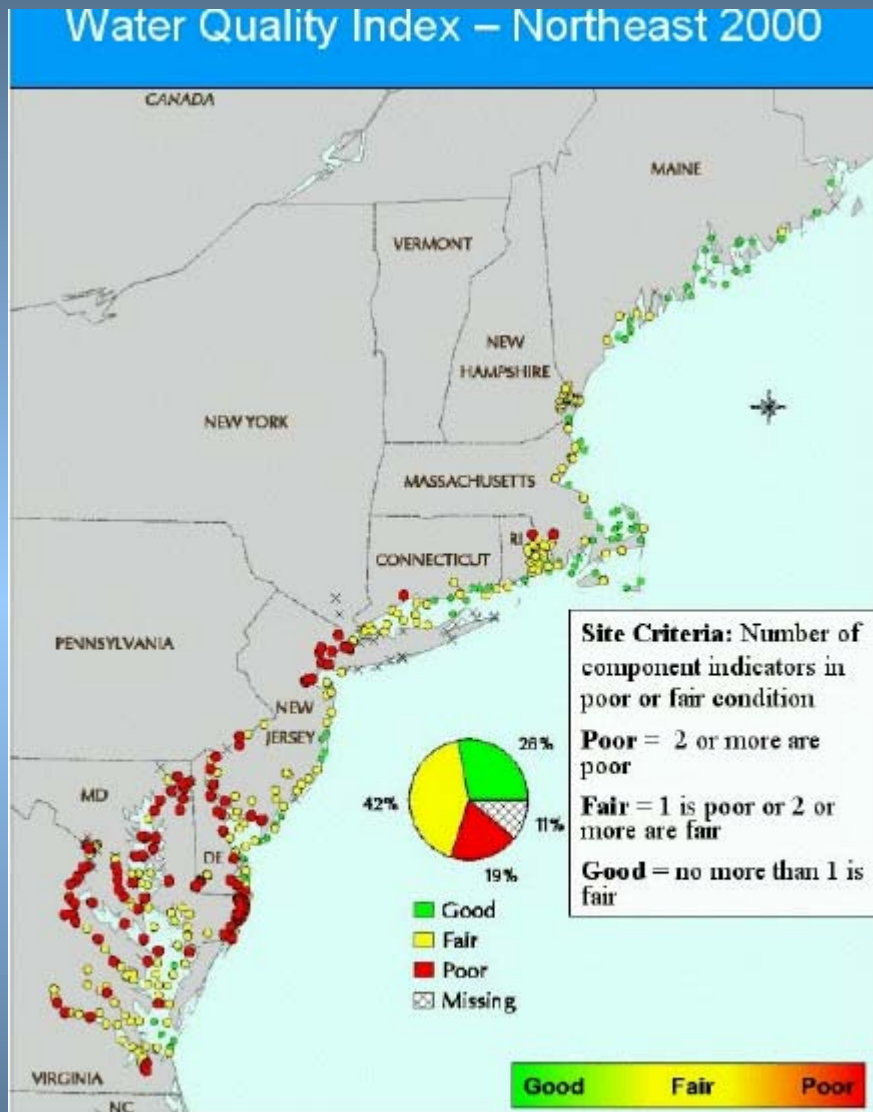 Water Quality Index – Northeast 2000
CANADA
MAINE
VERMONT
NEW
HAMPSHIRE
NEW YORK
MASSACHUSETTS
RI
CONNECTICUT
PENNSYLVANIA
NEW
JERSEY
MD
DE
VIRGINIA
NC
Site Criteria: Number of
component indicators in
poor or fair condition
Poor = 2 or more are
poor
Fair = 1 is poor or 2 or
more are fair
Good = no more than 1 is
fair
26%
42%
11%
19%
Good
Fair
Poor
Missing
Good Fair Poor